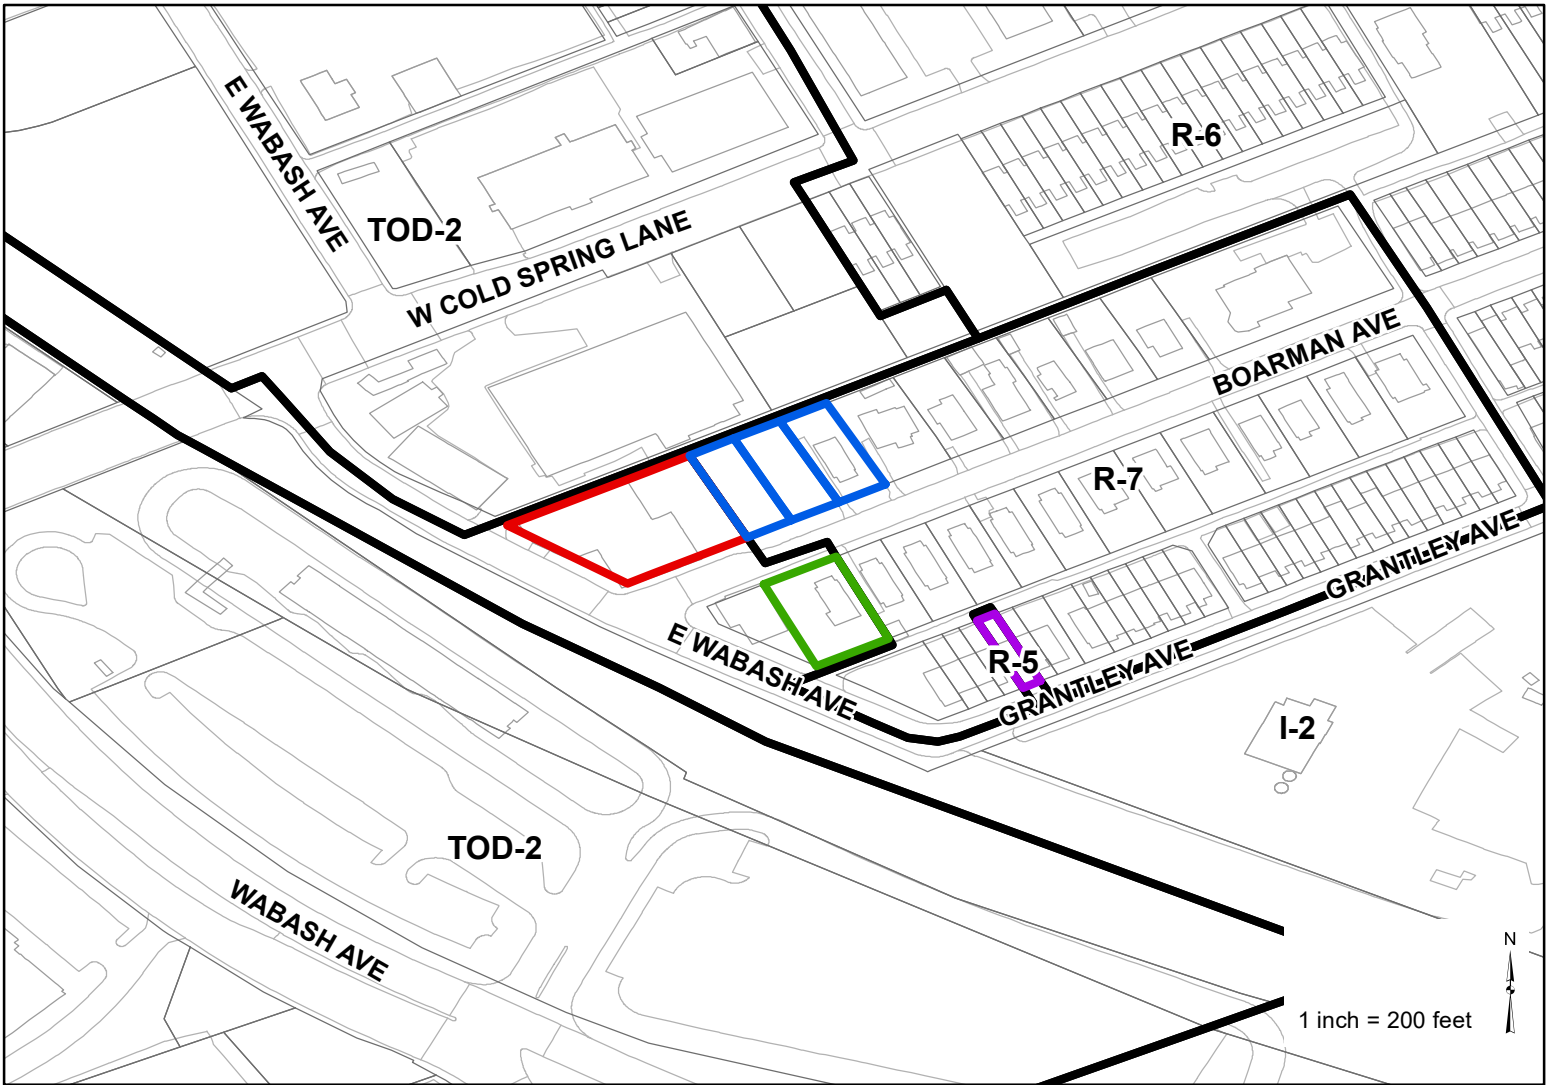 E WABASH AVE
R-6
TOD-2
W COLD SPRING LANE
BOARMAN AVE
R-7
GRANTLEY AVE
E WABASH AVE
R-5
GRANTLEY AVE
I-2
TOD-2
WABASH AVE
N
1 inch = 200 feet